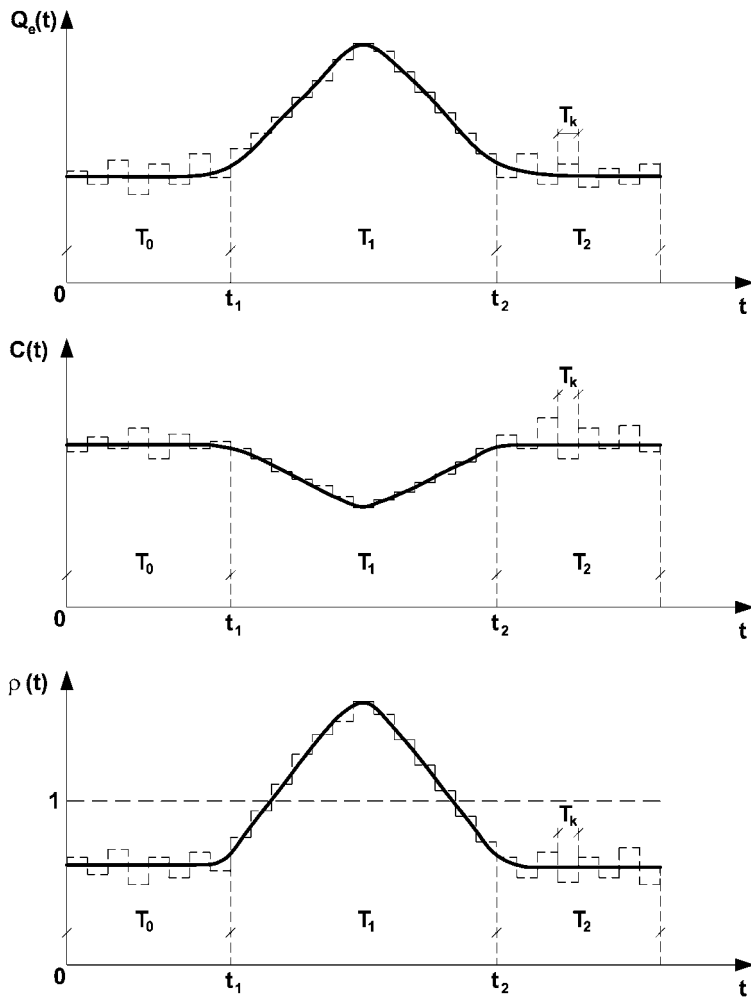 Qₑ(t)
Tₖ
T₀ T₁ T₂
0 t₁ t₂ t
C(t)
Tₖ
T₀ T₁ T₂
0 t₁ t₂ t
ρ (t)
1
Tₖ
T₀ T₁ T₂
0 t₁ t₂ t